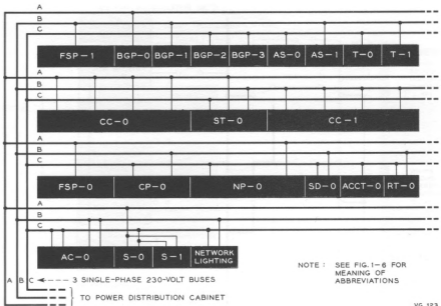 A
B
C
FSP-1 BGP-0 BGP-1 BGP-2 BGP-3 AS-0 AS-1 T-0 T-1
A
B
C
CC-0 ST-0 CC-1
A
B
C
FSP-0 CP-0 NP-0 SD-0 ACCT-0 RT-0
A
B
C
AC-0 S-0 S-1 NETWORK LIGHTING
NOTE: SEE FIG. 1-6 FOR
MEANING OF
ABBREVIATIONS
A B C 3 SINGLE-PHASE 230-VOLT BUSES
TO POWER DISTRIBUTION CABINET
VG 123